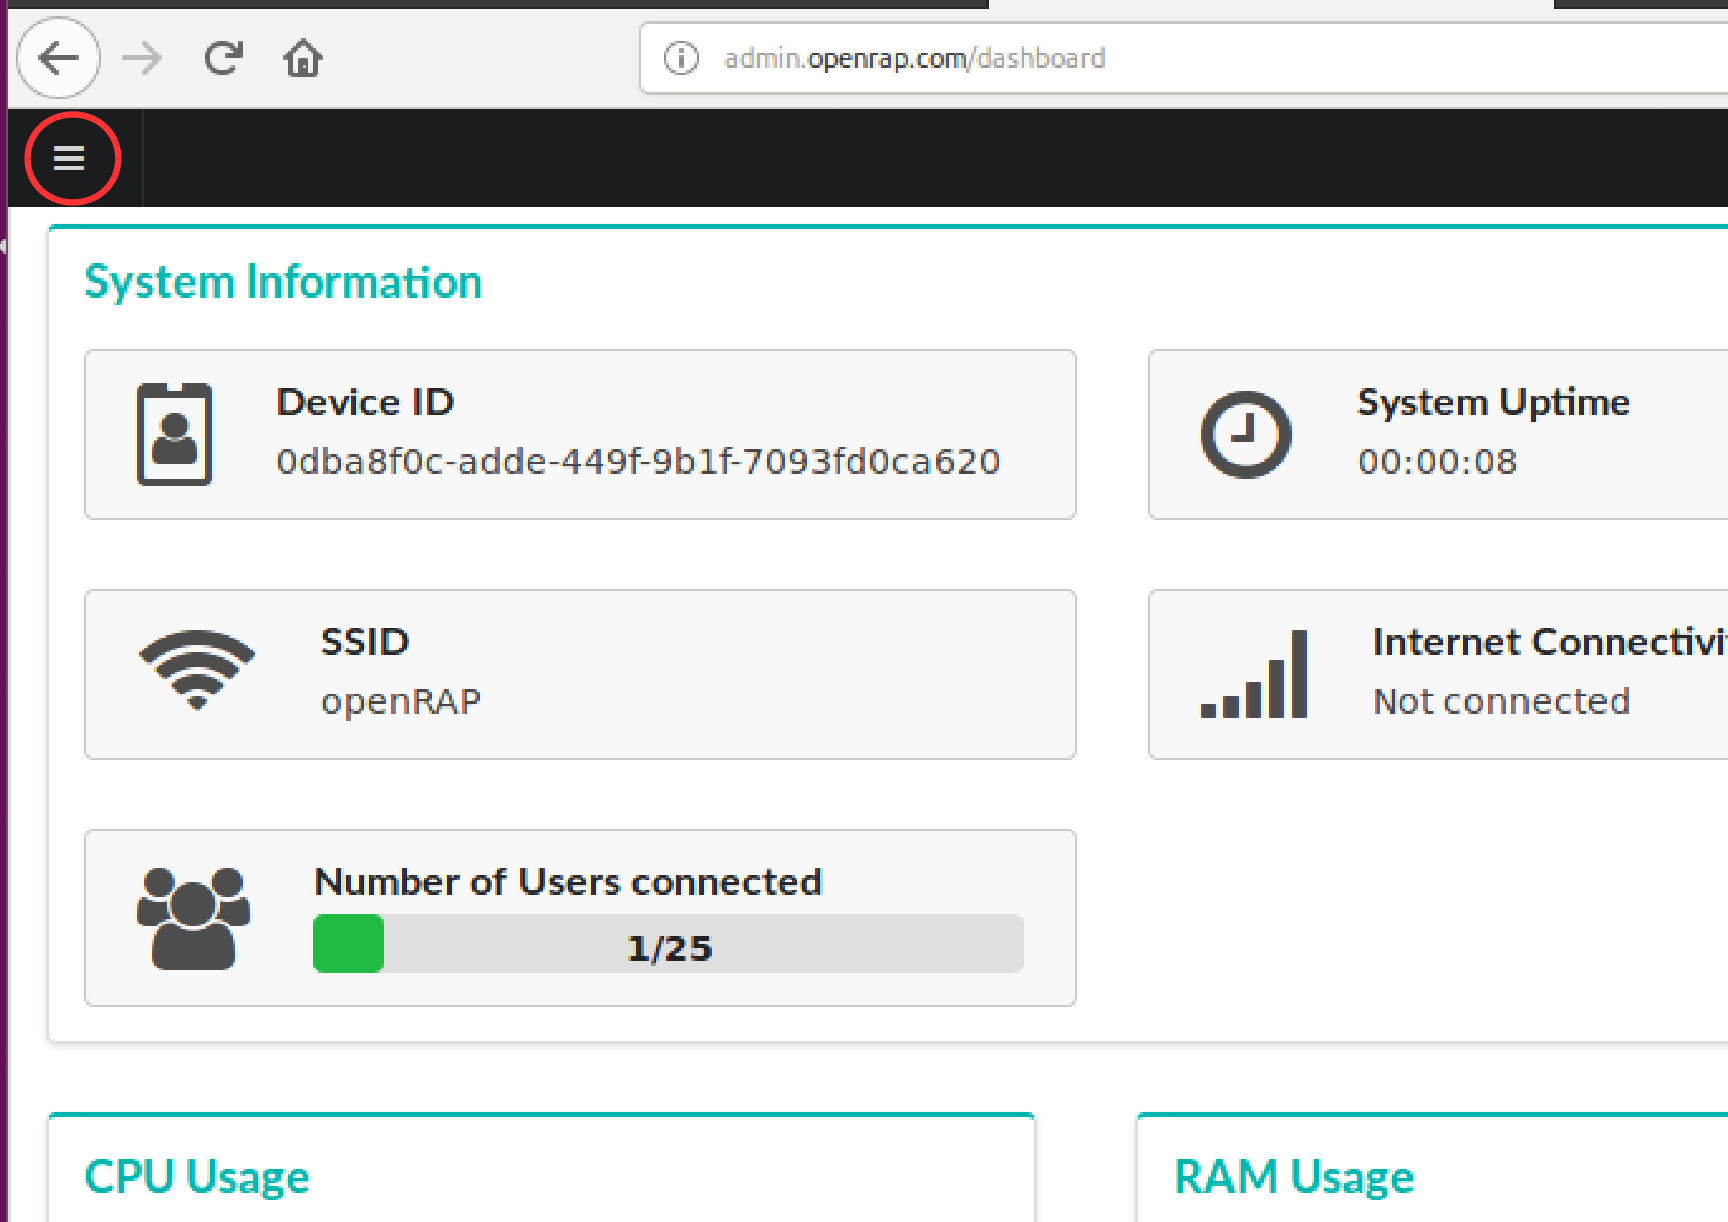 admin.openrap.com/dashboard
System Information
Device ID
0dba8f0c-adde-449f-9b1f-7093fd0ca620
System Uptime
00:00:08
SSID
openRAP
Internet Connectivi
Not connected
Number of Users connected
1/25
CPU Usage
RAM Usage